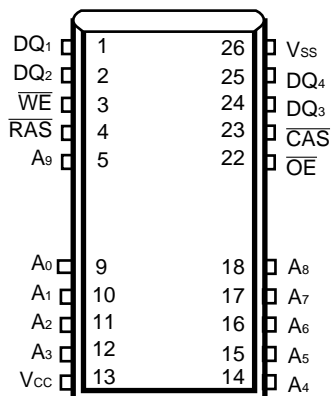 DQ1 1 26 VSS
DQ2 2 25 DQ4
WE 3 24 DQ3
RAS 4 23 CAS
A9 5 22 OE
A0 9 18 A8
A1 10 17 A7
A2 11 16 A6
A3 12 15 A5
VCC 13 14 A4